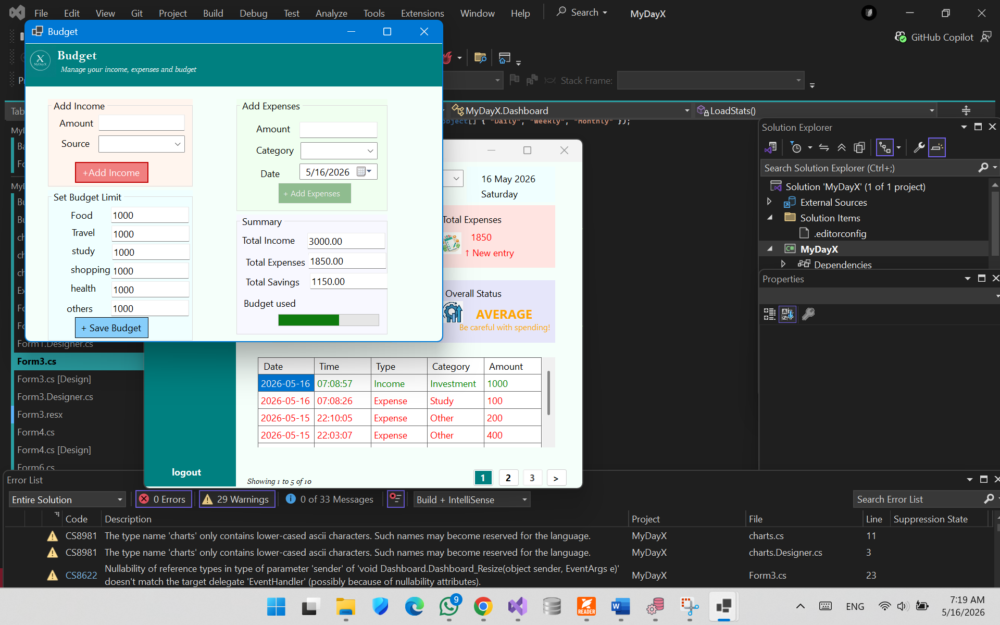 File Edit View Git Project Build Debug Test Analyze Tools Extensions Window Help Search MyDayX
GitHub Copilot
Budget
X
MyDayX
Budget
Manage your income, expenses and budget
Stack Frame:
Add Income
Amount
Source
+Add Income
Add Expenses
Amount
Category
Date 5/16/2026
+ Add Expenses
Set Budget Limit
Food 1000
Travel 1000
study 1000
shopping 1000
health 1000
others 1000
+ Save Budget
Summary
Total Income 3000.00
Total Expenses 1850.00
Total Savings 1150.00
Budget used
MyDayX.Dashboard
LoadStats()
object[] { "Daily", "Weekly", "Monthly" });
16 May 2026
Saturday
Total Expenses
1850
↑ New entry
Overall Status
AVERAGE
Be careful with spending!
Date Time Type Category Amount
2026-05-16 07:08:57 Income Investment 1000
2026-05-16 07:08:26 Expense Study 100
2026-05-15 22:10:05 Expense Other 200
2026-05-15 22:03:07 Expense Other 400
logout
Showing 1 to 5 of 10
1 2 3 >
Form1.Designer.cs
Form3.cs
Form3.cs [Design]
Form3.Designer.cs
Form3.resx
Form4.cs
Form4.cs [Design]
Form6.cs
Solution Explorer
Search Solution Explorer (Ctrl+;)
Solution 'MyDayX' (1 of 1 project)
External Sources
Solution Items
.editorconfig
C# MyDayX
Dependencies
Properties
Error List
Entire Solution 0 Errors 29 Warnings 0 of 33 Messages Build + IntelliSense Search Error List
Code Description Project File Line Suppression State
CS8981 The type name 'charts' only contains lower-cased ascii characters. Such names may become reserved for the language. MyDayX charts.cs 11
CS8981 The type name 'charts' only contains lower-cased ascii characters. Such names may become reserved for the language. MyDayX charts.Designer.cs 3
CS8622 Nullability of reference types in type of parameter 'sender' of 'void Dashboard.Dashboard_Resize(object sender, EventArgs e)' doesn't match the target delegate 'EventHandler' (possibly because of nullability attributes). MyDayX Form3.cs 23
9
READER
ENG
7:19 AM
5/16/2026